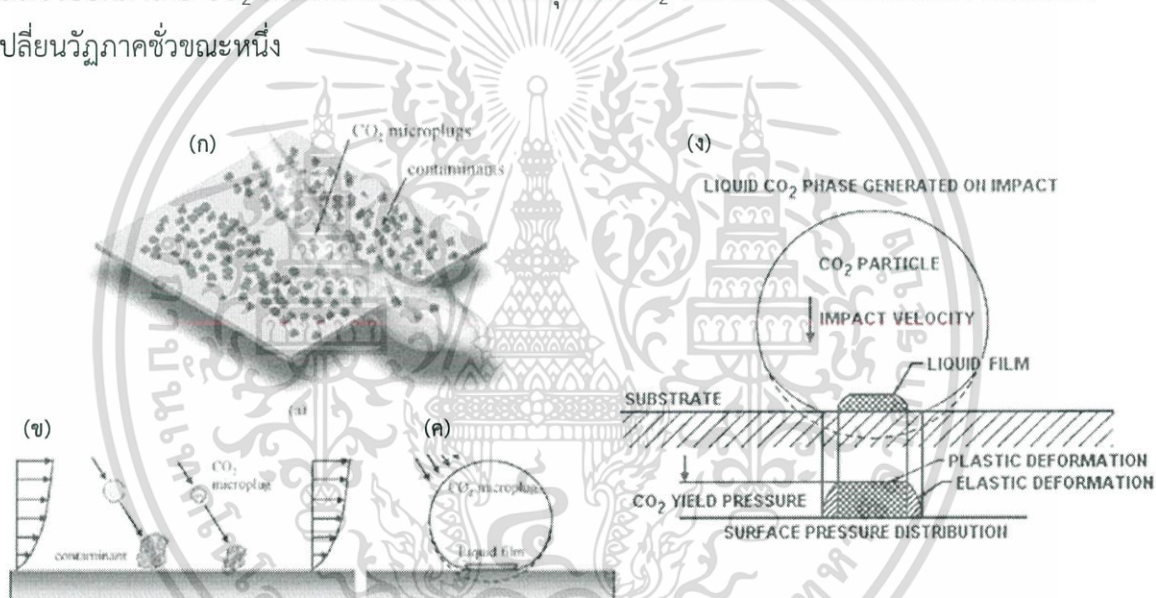 CO₂
ปลี่ยนวัฏภาคชั่วขณะหนึ่ง
(ก)
CO₂ microplugs
contaminants
(a)
(ข)
CO₂
microplug
contaminant
(ค)
CO₂ microplug
Liquid film
(ง)
LIQUID CO₂ PHASE GENERATED ON IMPACT
CO₂ PARTICLE
IMPACT VELOCITY
LIQUID FILM
SUBSTRATE
PLASTIC DEFORMATION
ELASTIC DEFORMATION
CO₂ YIELD PRESSURE
SURFACE PRESSURE DISTRIBUTION